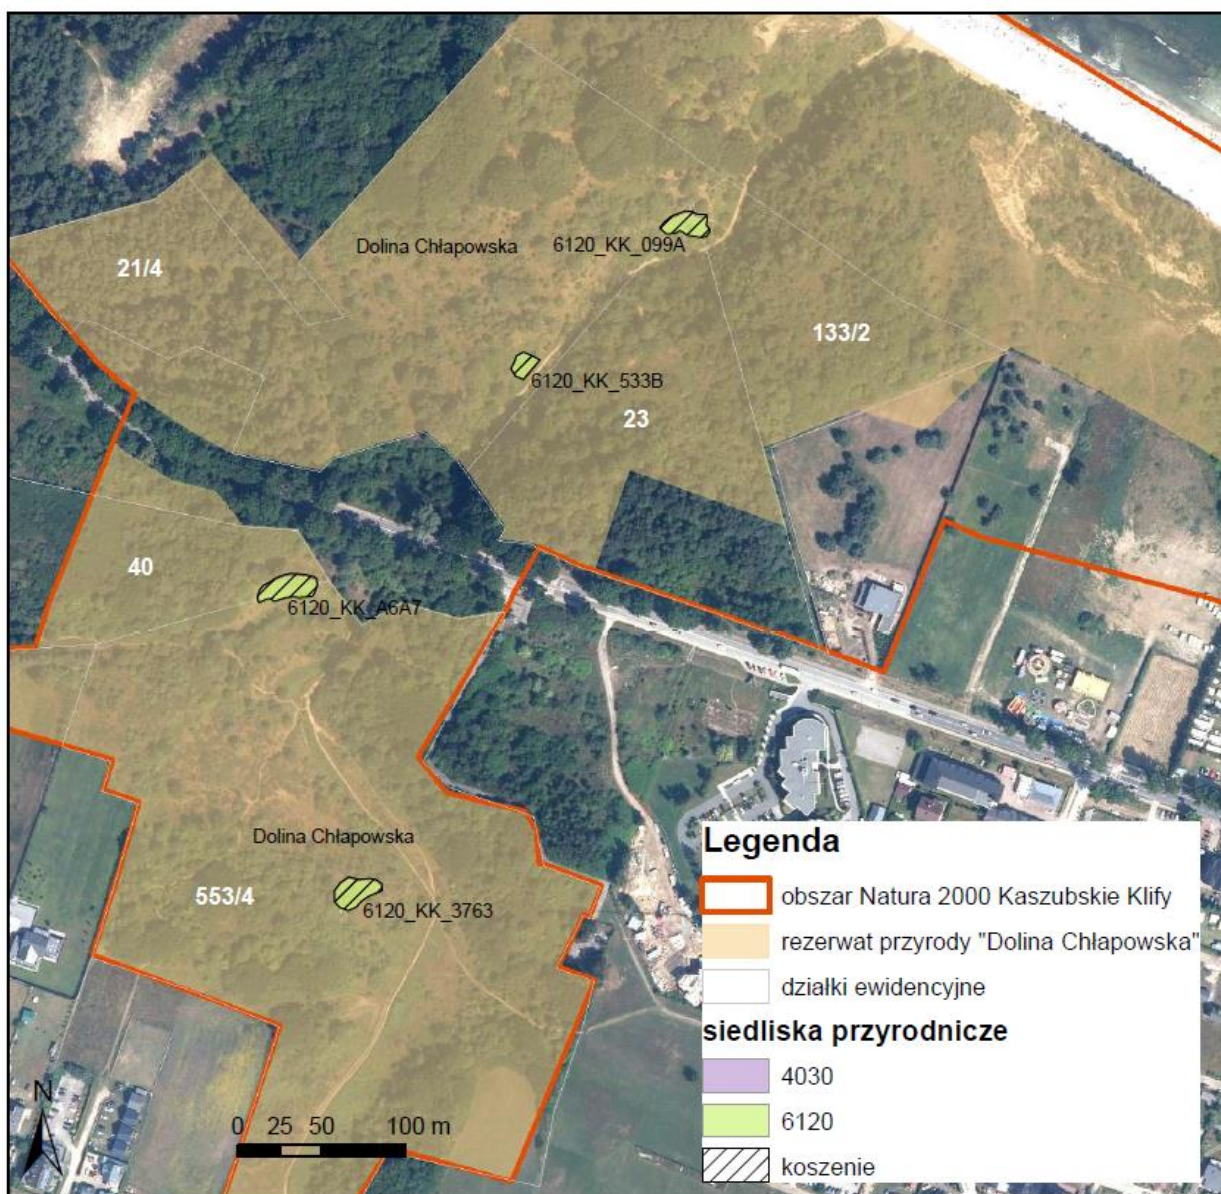 Dolina Chłapowska
6120_KK_099A
21/4
133/2
6120_KK_533B
23
40
6120_KK_A6A7
Dolina Chłapowska
553/4
6120_KK_3763
N
0 25 50 100 m
Legenda
obszar Natura 2000 Kaszubskie Klify
rezerwat przyrody "Dolina Chłapowska"
działki ewidencyjne
siedliska przyrodnicze
4030
6120
koszenie